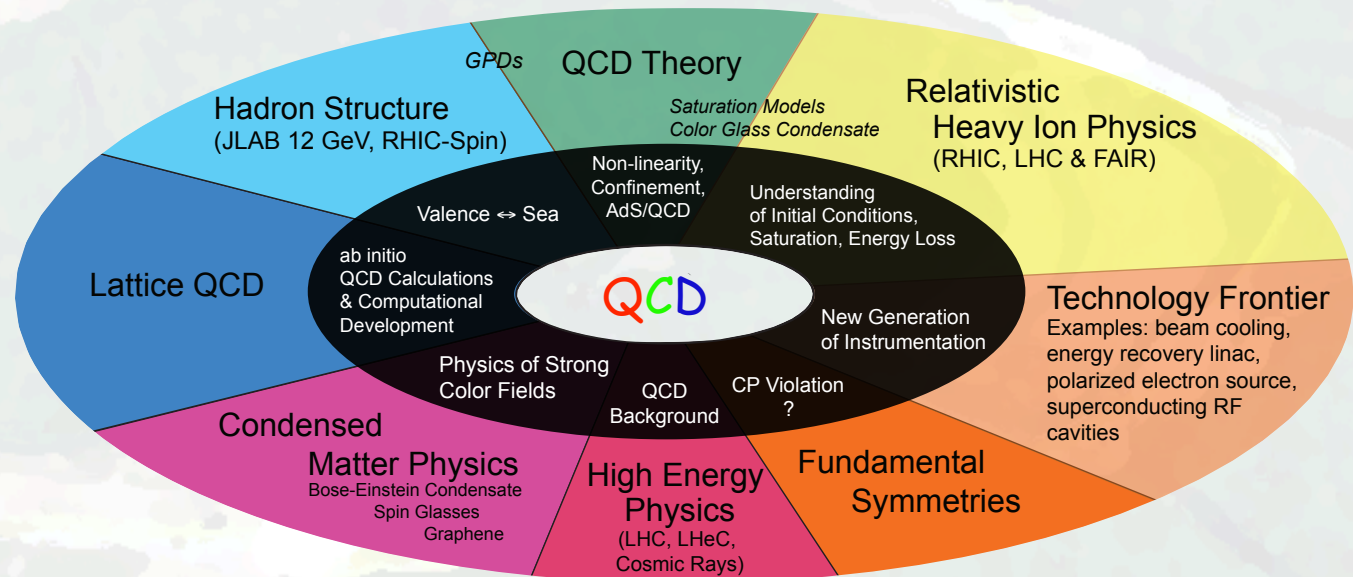 GPDs
QCD Theory
Saturation Models
Color Glass Condensate
Hadron Structure
(JLAB 12 GeV, RHIC-Spin)
Relativistic
Heavy Ion Physics
(RHIC, LHC & FAIR)
Non-linearity,
Confinement,
AdS/QCD
Valence ↔ Sea
Understanding
of Initial Conditions,
Saturation, Energy Loss
Lattice QCD
ab initio
QCD Calculations
& Computational
Development
QCD
New Generation
of Instrumentation
Technology Frontier
Examples: beam cooling,
energy recovery linac,
polarized electron source,
superconducting RF
cavities
Physics of Strong
Color Fields
QCD
Background
CP Violation
?
Condensed
Matter Physics
Bose-Einstein Condensate
Spin Glasses
Graphene
High Energy
Physics
(LHC, LHeC,
Cosmic Rays)
Fundamental
Symmetries